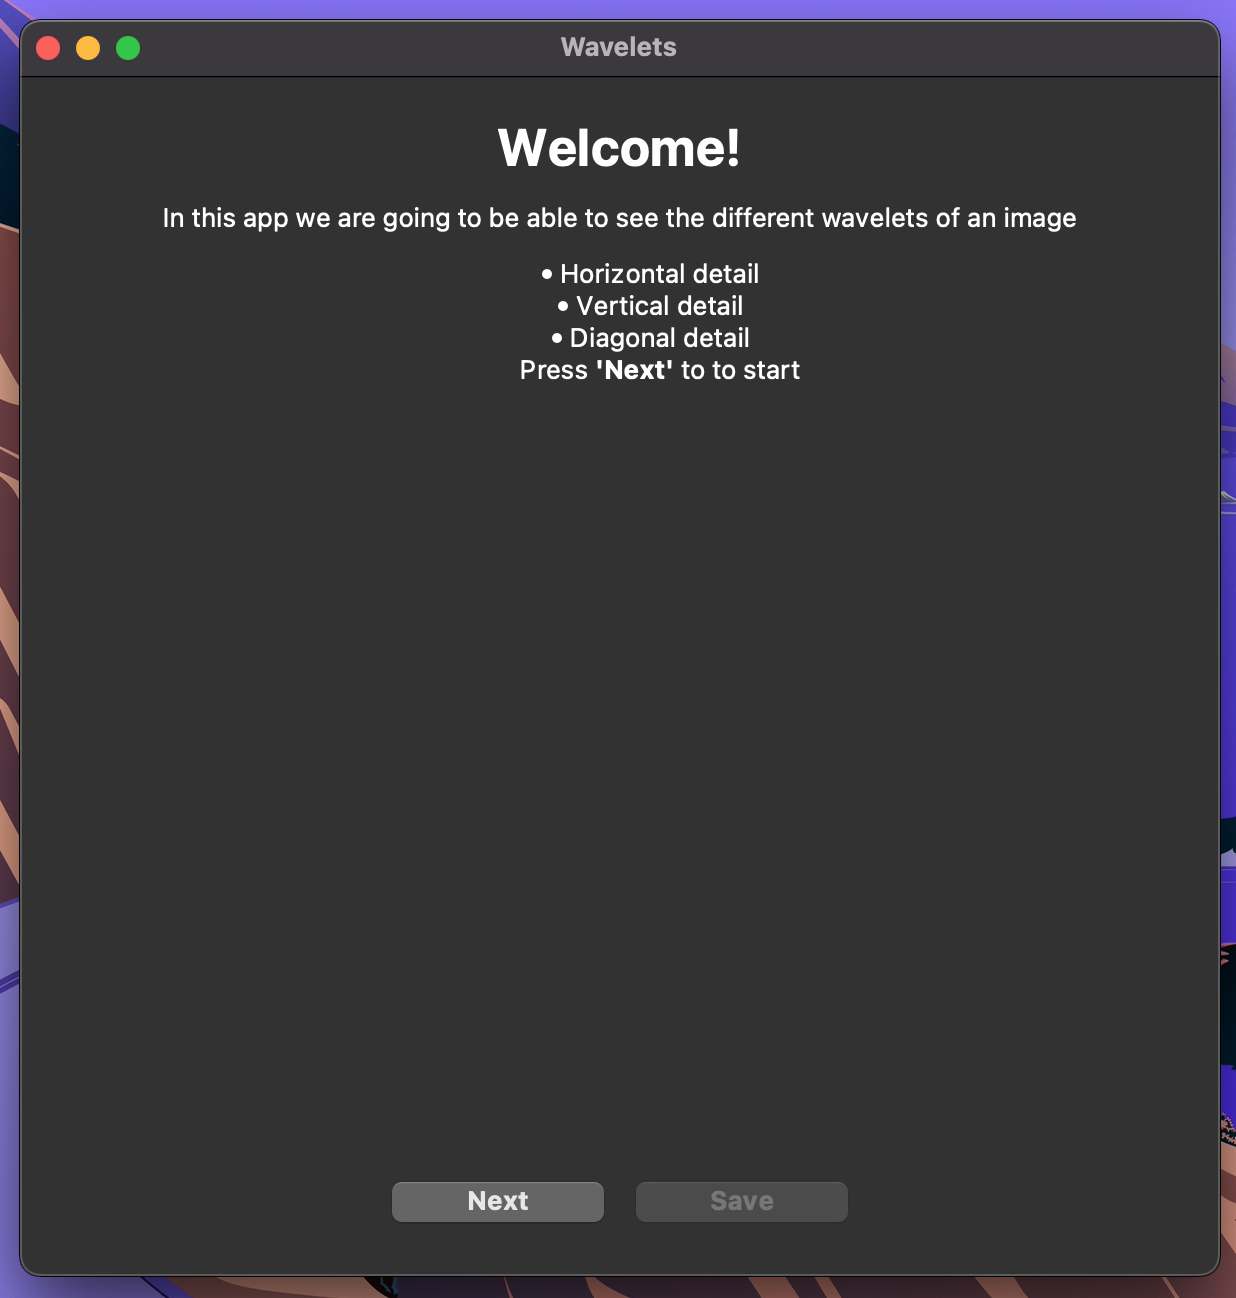 Wavelets
Welcome!
In this app we are going to be able to see the different wavelets of an image
• Horizontal detail
• Vertical detail
• Diagonal detail
Press 'Next' to to start
Next
Save